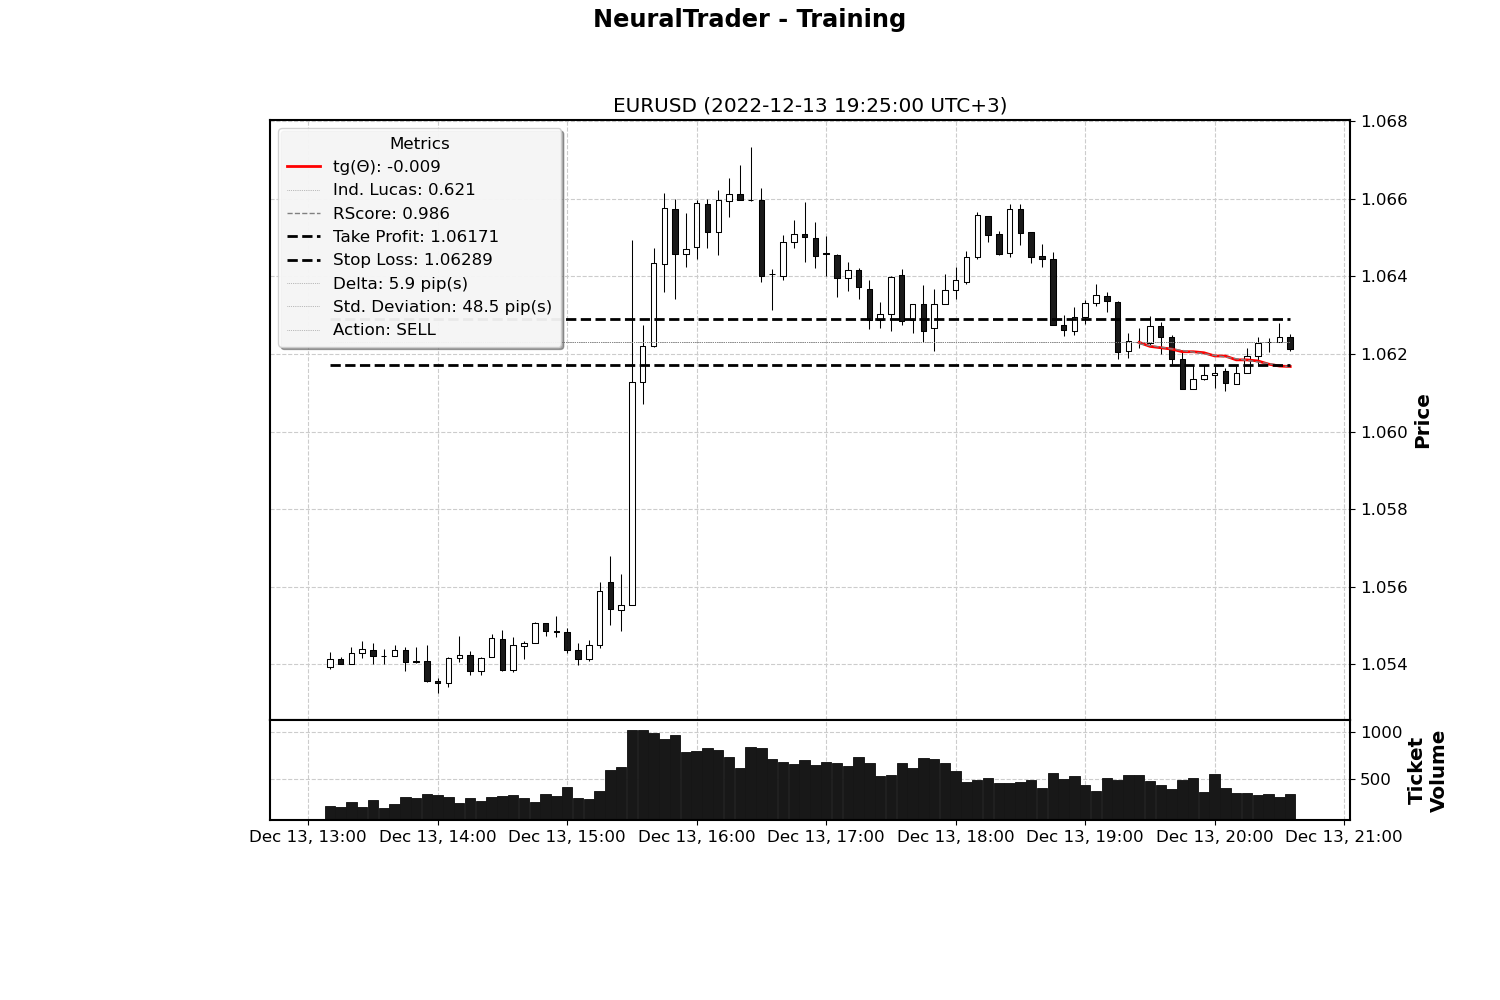 NeuralTrader - Training
EURUSD (2022-12-13 19:25:00 UTC+3)
Metrics
tg(Θ): -0.009
Ind. Lucas: 0.621
RScore: 0.986
Take Profit: 1.06171
Stop Loss: 1.06289
Delta: 5.9 pip(s)
Std. Deviation: 48.5 pip(s)
Action: SELL
1.068
1.066
1.064
1.062
1.060
1.058
1.056
1.054
Price
1000
500
Ticket
Volume
Dec 13, 13:00
Dec 13, 14:00
Dec 13, 15:00
Dec 13, 16:00
Dec 13, 17:00
Dec 13, 18:00
Dec 13, 19:00
Dec 13, 20:00
Dec 13, 21:00